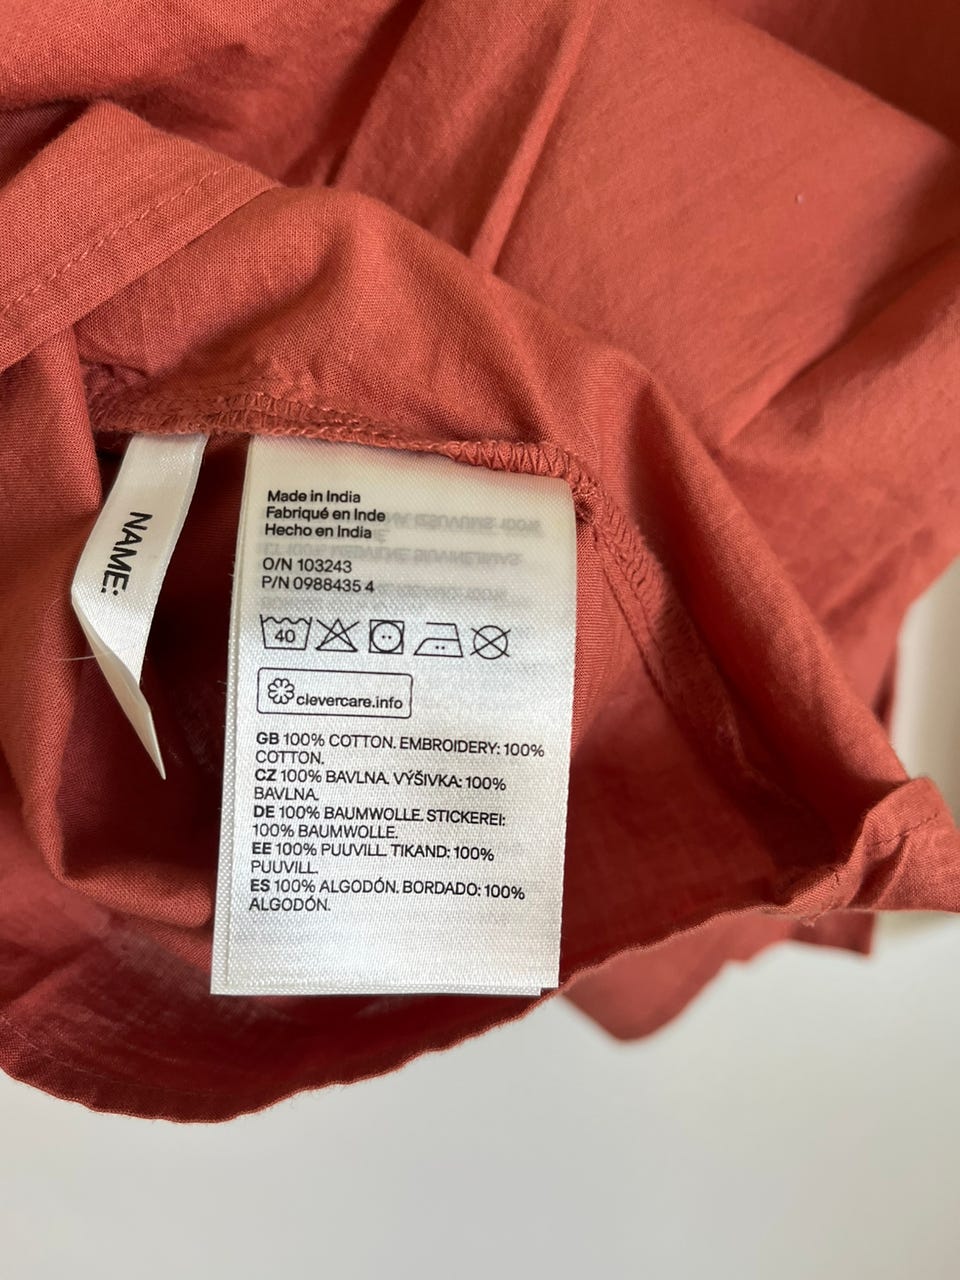 NAME:
Made in India
Fabriqué en Inde
Hecho en India
O/N 103243
P/N 0988435 4
40
clevercare.info
GB 100% COTTON. EMBROIDERY: 100%
COTTON.
CZ 100% BAVLNA. VÝŠIVKA: 100%
BAVLNA.
DE 100% BAUMWOLLE. STICKEREI:
100% BAUMWOLLE.
EE 100% PUUVILL. TIKAND: 100%
PUUVILL.
ES 100% ALGODÓN. BORDADO: 100%
ALGODÓN.